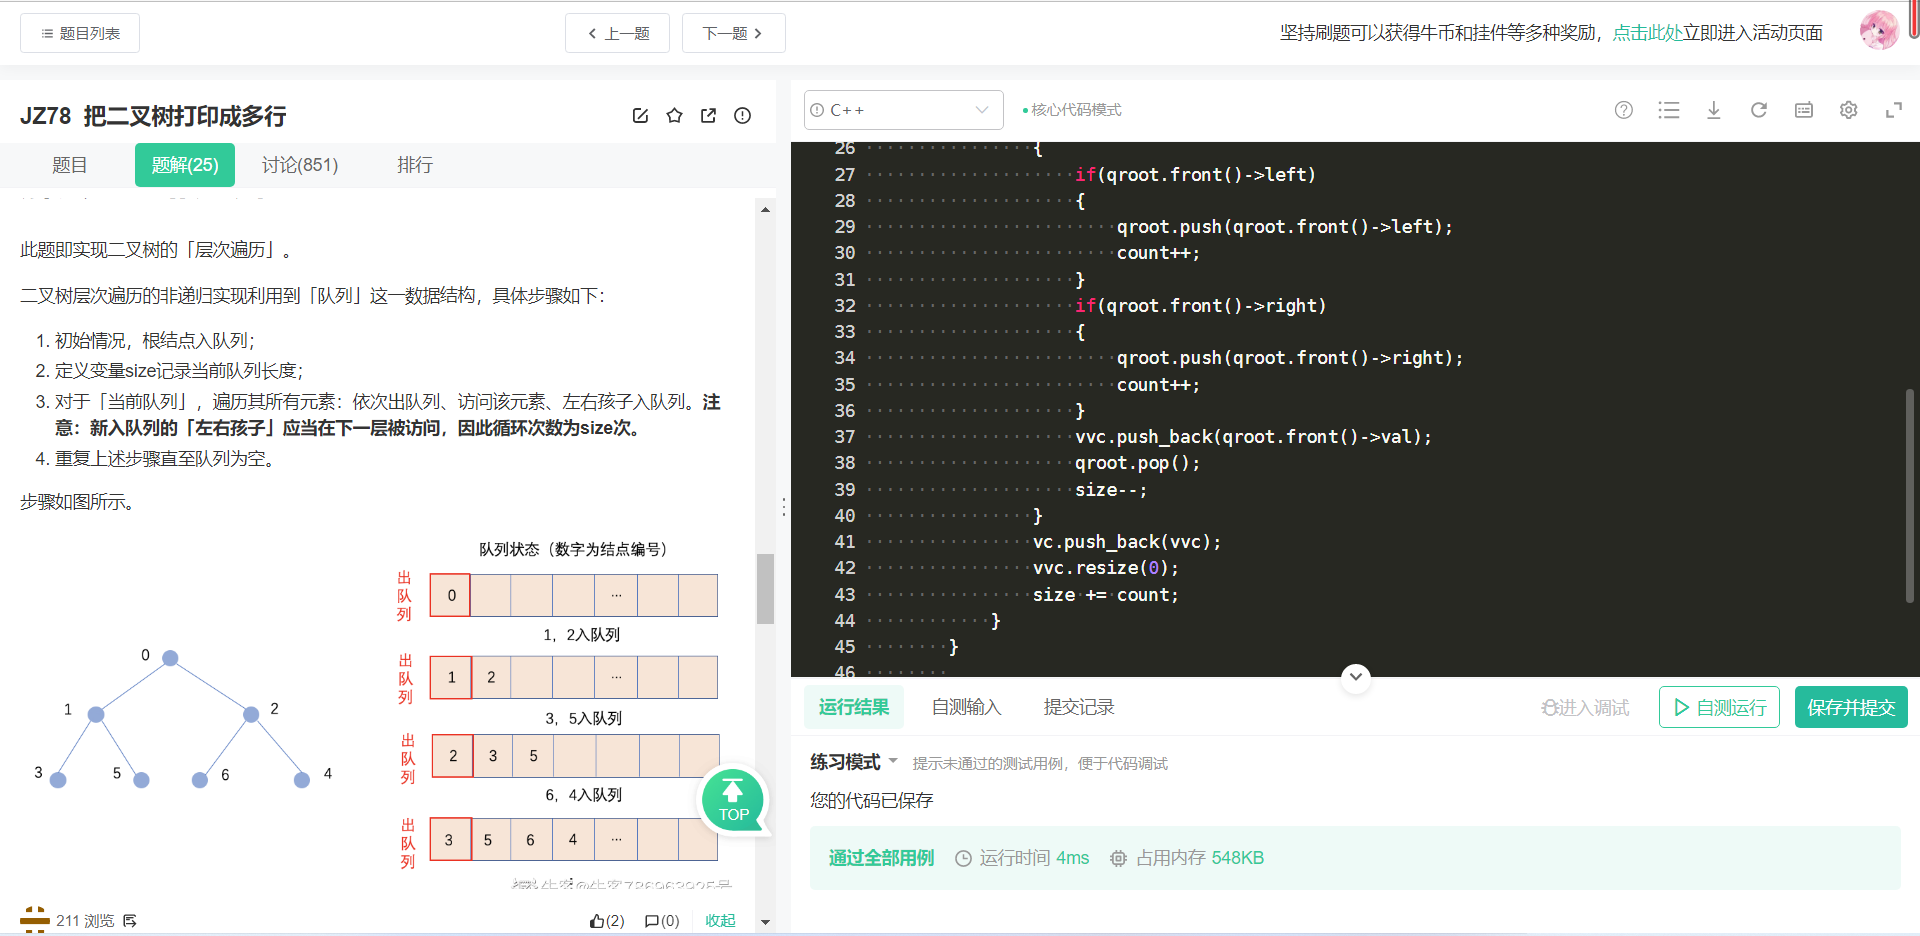 题目列表
上一题
下一题
坚持刷题可以获得牛币和挂件等多种奖励，点击此处立即进入活动页面
JZ78 把二叉树打印成多行
题目
题解(25)
讨论(851)
排行
此题即实现二叉树的「层次遍历」。
二叉树层次遍历的非递归实现利用到「队列」这一数据结构，具体步骤如下：
1. 初始情况，根结点入队列；
2. 定义变量size记录当前队列长度；
3. 对于「当前队列」，遍历其所有元素：依次出队列、访问该元素、左右孩子入队列。注
意：新入队列的「左右孩子」应当在下一层被访问，因此循环次数为size次。
4. 重复上述步骤直至队列为空。
步骤如图所示。
0
1
2
3
5
6
4
队列状态（数字为结点编号）
出队列
0 ...
1，2入队列
出队列
1 2 ...
3，5入队列
出队列
2 3 5
6，4入队列
出队列
3 5 6 4 ...
TOP
211 浏览
(2)
(0)
收起
C++
核心代码模式
26 {
27 if(qroot.front()->left)
28 {
29 qroot.push(qroot.front()->left);
30 count++;
31 }
32 if(qroot.front()->right)
33 {
34 qroot.push(qroot.front()->right);
35 count++;
36 }
37 vvc.push_back(qroot.front()->val);
38 qroot.pop();
39 size--;
40 }
41 vc.push_back(vvc);
42 vvc.resize(0);
43 size += count;
44 }
45 }
46
运行结果
自测输入
提交记录
进入调试
自测运行
保存并提交
练习模式 提示未通过的测试用例，便于代码调试
您的代码已保存
通过全部用例 运行时间 4ms 占用内存 548KB